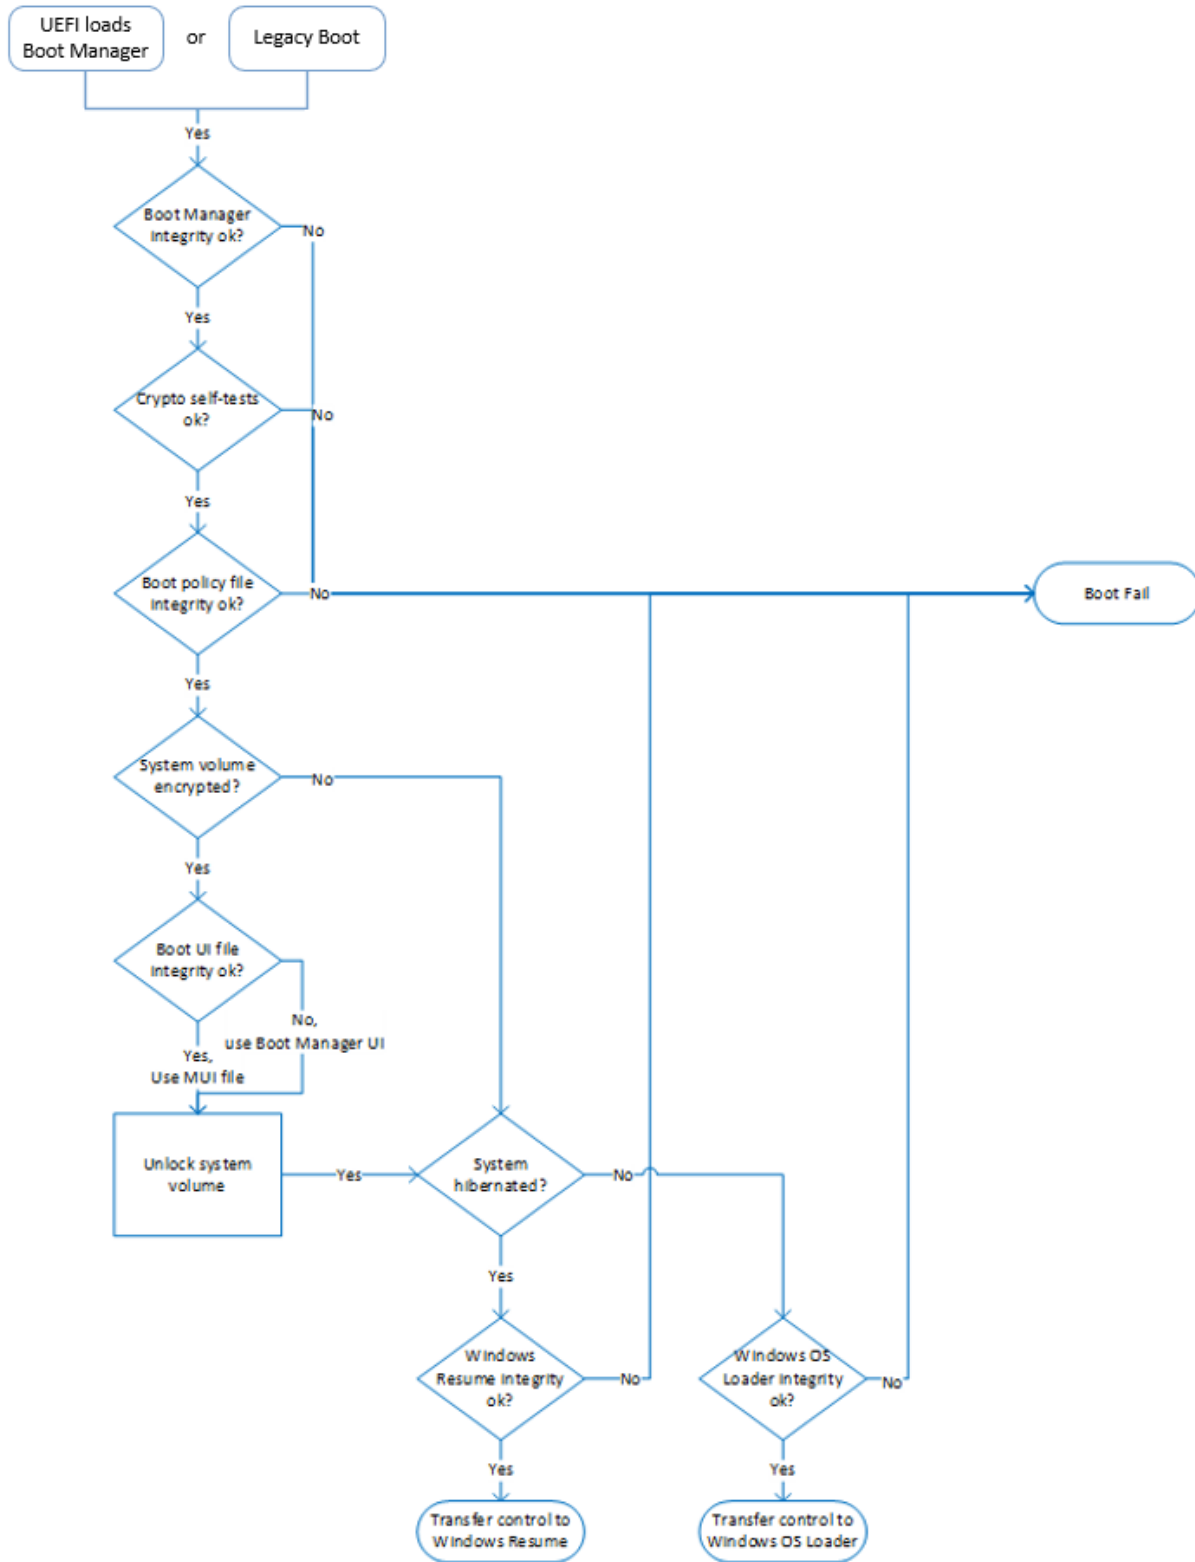 UEFI loads
Boot Manager
or
Legacy Boot
Yes
Boot Manager
integrity ok?
No
Yes
Crypto self-tests
ok?
No
Yes
Boot policy file
integrity ok?
No
Boot Fail
Yes
System volume
encrypted?
No
Yes
Boot UI file
integrity ok?
No,
use Boot Manager UI
Yes,
Use MUI file
Unlock system
volume
Yes
System
hibernated?
No
Yes
Windows
Resume integrity
ok?
No
Windows OS
Loader integrity
ok?
No
Yes
Yes
Transfer control to
Windows Resume
Transfer control to
Windows OS Loader